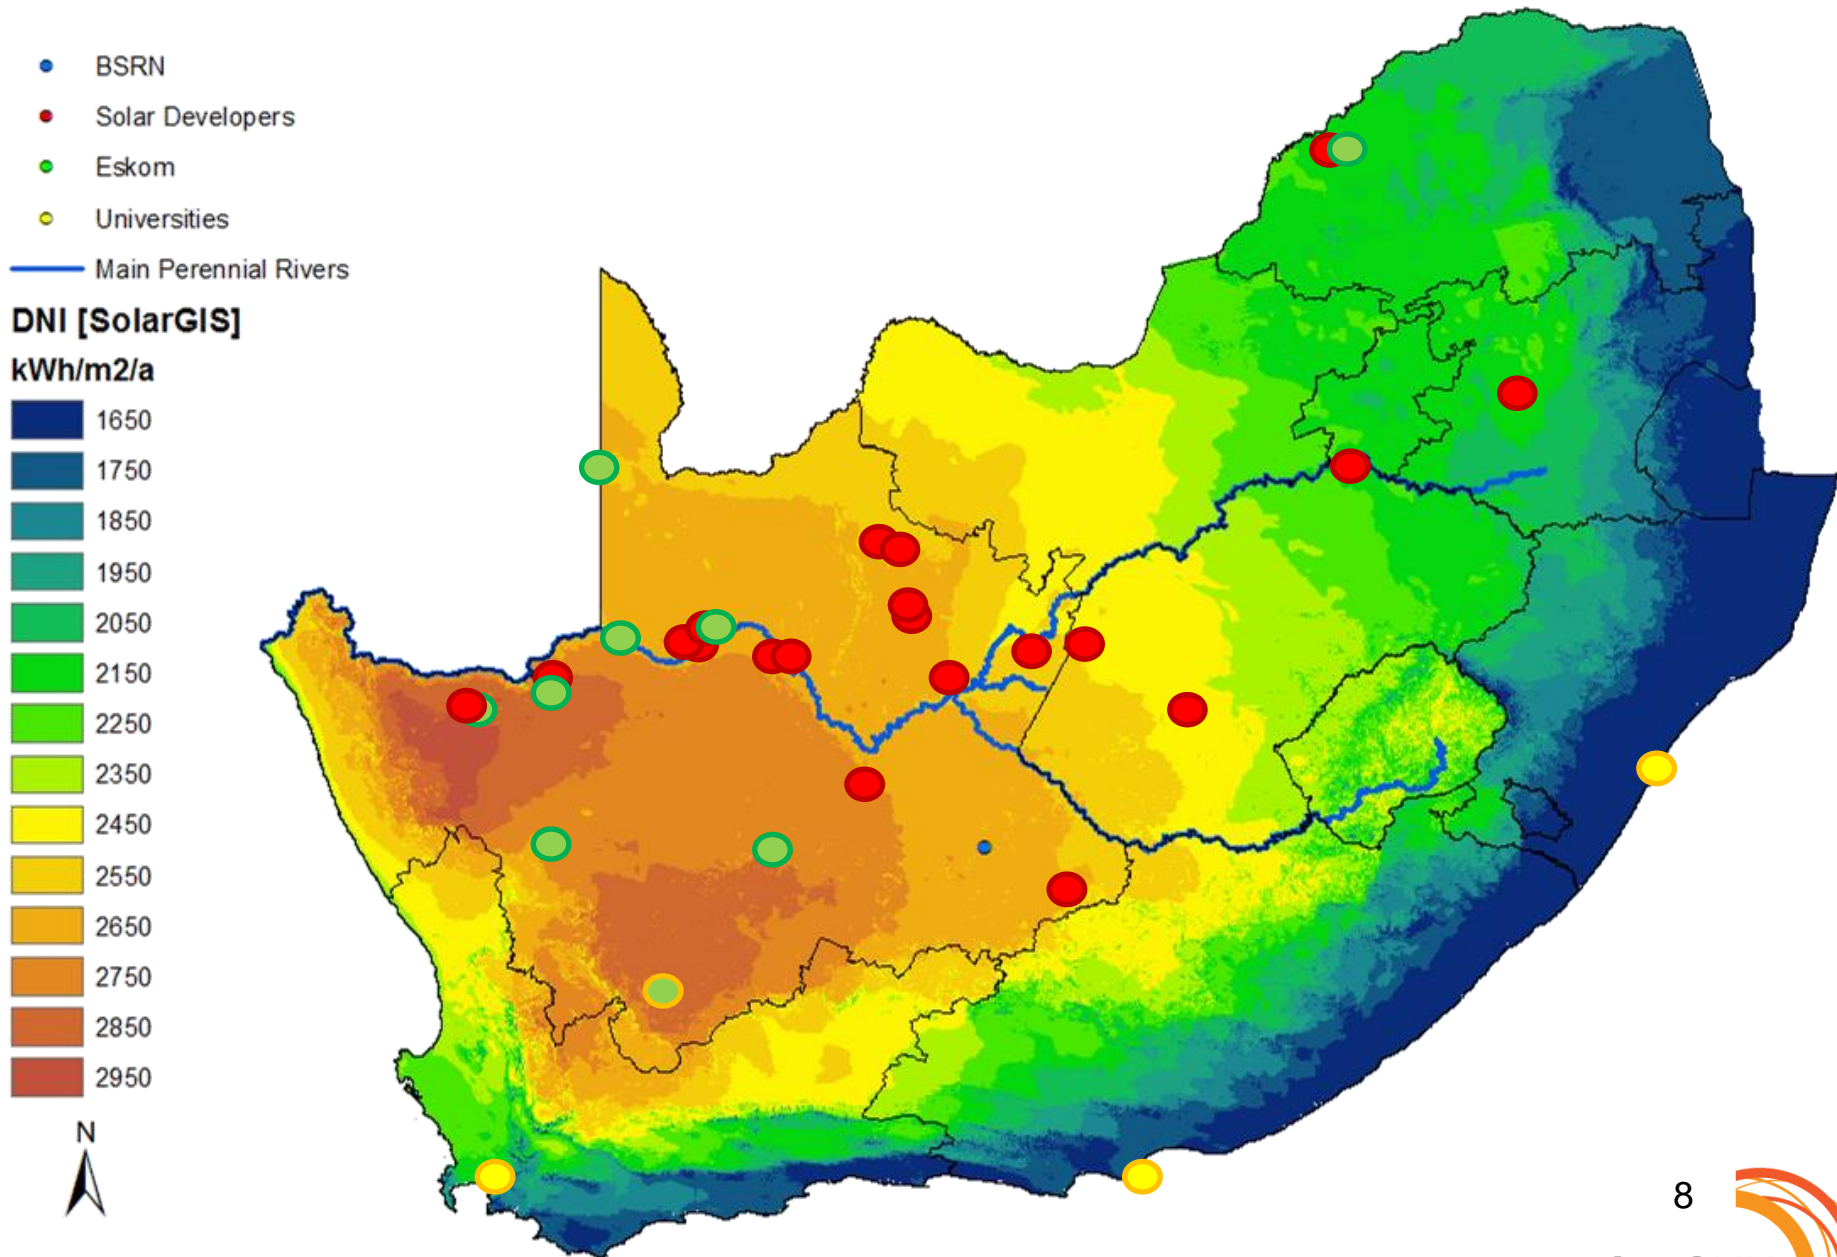 BSRN
Solar Developers
Eskom
Universities
Main Perennial Rivers
DNI [SolarGIS]
kWh/m2/a
1650
1750
1850
1950
2050
2150
2250
2350
2450
2550
2650
2750
2850
2950
N
8